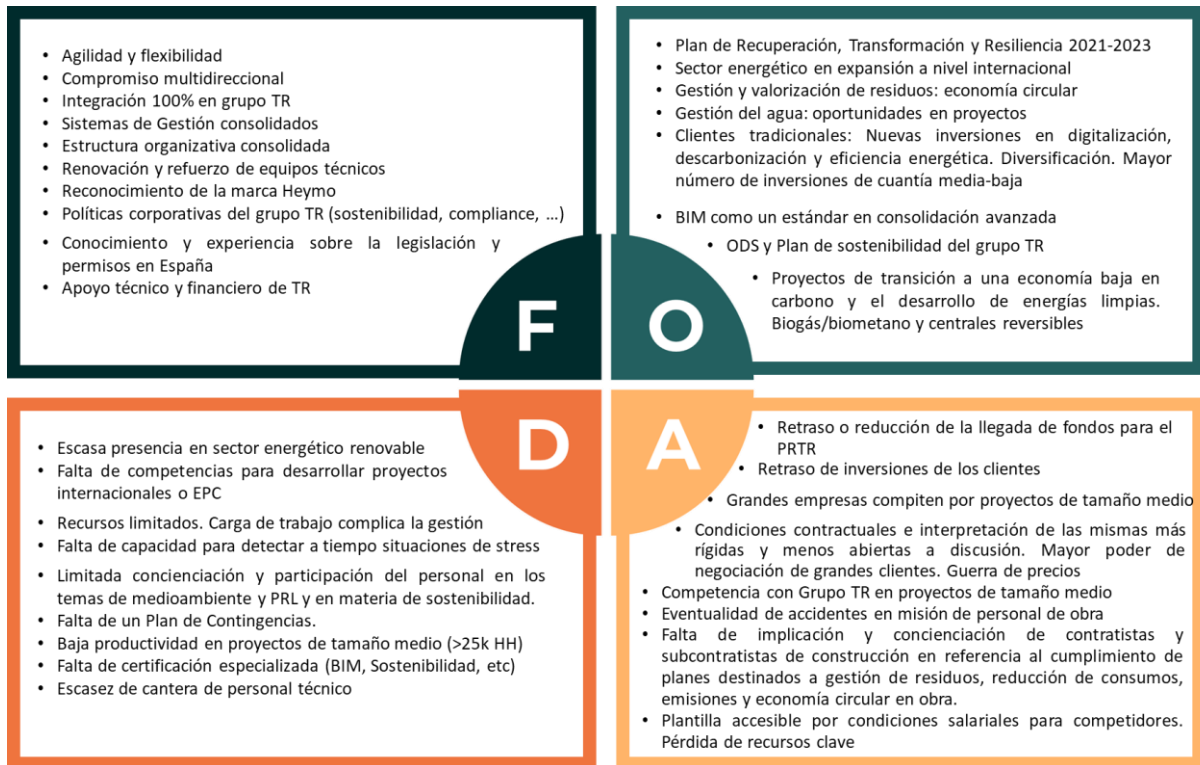 • Agilidad y flexibilidad
• Compromiso multidireccional
• Integración 100% en grupo TR
• Sistemas de Gestión consolidados
• Estructura organizativa consolidada
• Renovación y refuerzo de equipos técnicos
• Reconocimiento de la marca Heymo
• Políticas corporativas del grupo TR (sostenibilidad, compliance, ...)
• Conocimiento y experiencia sobre la legislación y
permisos en España
• Apoyo técnico y financiero de TR
F
• Plan de Recuperación, Transformación y Resiliencia 2021-2023
• Sector energético en expansión a nivel internacional
• Gestión y valorización de residuos: economía circular
• Gestión del agua: oportunidades en proyectos
• Clientes tradicionales: Nuevas inversiones en digitalización,
descarbonización y eficiencia energética. Diversificación. Mayor
número de inversiones de cuantía media-baja
• BIM como un estándar en consolidación avanzada
• ODS y Plan de sostenibilidad del grupo TR
• Proyectos de transición a una economía baja en
carbono y el desarrollo de energías limpias.
Biogás/biometano y centrales reversibles
O
• Escasa presencia en sector energético renovable
• Falta de competencias para desarrollar proyectos
internacionales o EPC
• Recursos limitados. Carga de trabajo complica la gestión
• Falta de capacidad para detectar a tiempo situaciones de stress
• Limitada concienciación y participación del personal en los
temas de medioambiente y PRL y en materia de sostenibilidad.
• Falta de un Plan de Contingencias.
• Baja productividad en proyectos de tamaño medio (>25k HH)
• Falta de certificación especializada (BIM, Sostenibilidad, etc)
• Escasez de cantera de personal técnico
D
A
• Retraso o reducción de la llegada de fondos para el
PRTR
• Retraso de inversiones de los clientes
• Grandes empresas compiten por proyectos de tamaño medio
• Condiciones contractuales e interpretación de las mismas más
rígidas y menos abiertas a discusión. Mayor poder de
negociación de grandes clientes. Guerra de precios
• Competencia con Grupo TR en proyectos de tamaño medio
• Eventualidad de accidentes en misión de personal de obra
• Falta de implicación y concienciación de contratistas y
subcontratistas de construcción en referencia al cumplimiento de
planes destinados a gestión de residuos, reducción de consumos,
emisiones y economía circular en obra.
• Plantilla accesible por condiciones salariales para competidores.
Pérdida de recursos clave